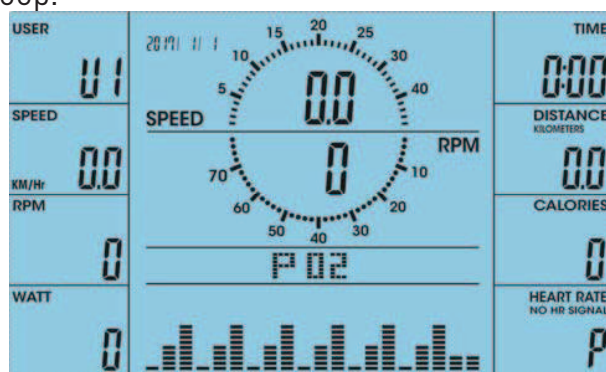 USER
U1
SPEED
KM/Hr 0.0
RPM
0
WATT
0
2017/ 1/ 1
5 10 15 20 25 30 40
SPEED 0.0
0 RPM
70 60 50 40 30 20 10
P 02
TIME
0:00
DISTANCE
KILOMETERS
0.0
CALORIES
0
HEART RATE
NO HR SIGNAL
P